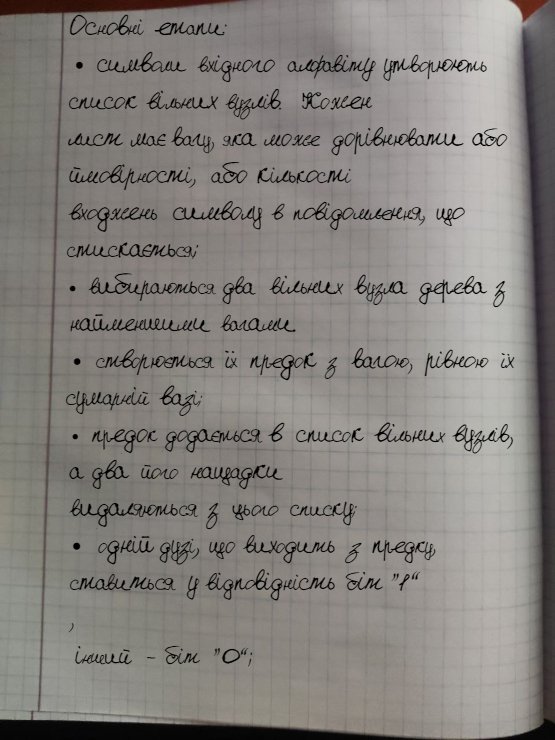 Основні етапи:
• символи вхідного алфавіту утворюють
список вільних вузлів. Кожен
лист має вагу, яка може дорівнювати або
ймовірності, або кількості
входжень символу в повідомлення, що
стискається;
• вибираються два вільних вузла дерева з
найменшими вагами.
• створюється їх предок з вагою, рівною їх
сумарній вазі;
• предок додається в список вільних вузлів,
а два його нащадки
видаляються з цього списку;
• одній дузі, що виходить з предку,
ставиться у відповідність біт "1"
,
іншій - біт "0";